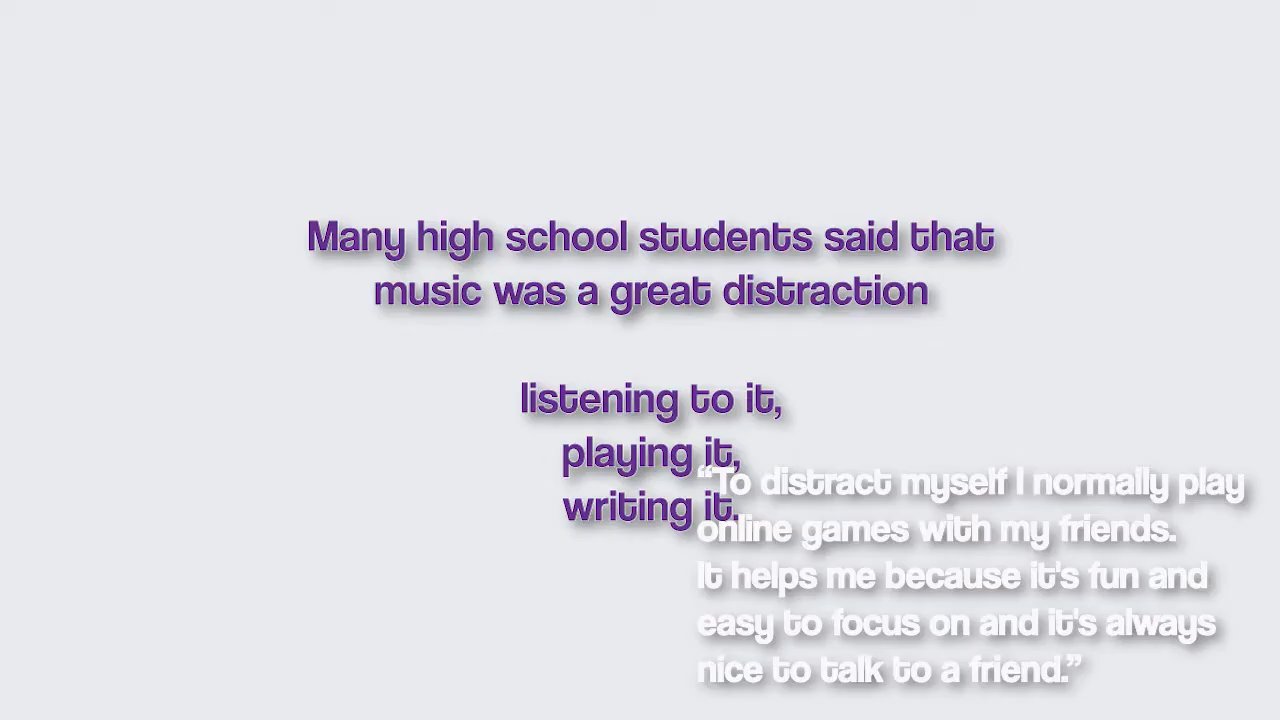 Many high school students said that
music was a great distraction
listening to it,
playing it,
writing it.
“To distract myself I normally play
online games with my friends.
It helps me because it's fun and
easy to focus on and it's always
nice to talk to a friend.”